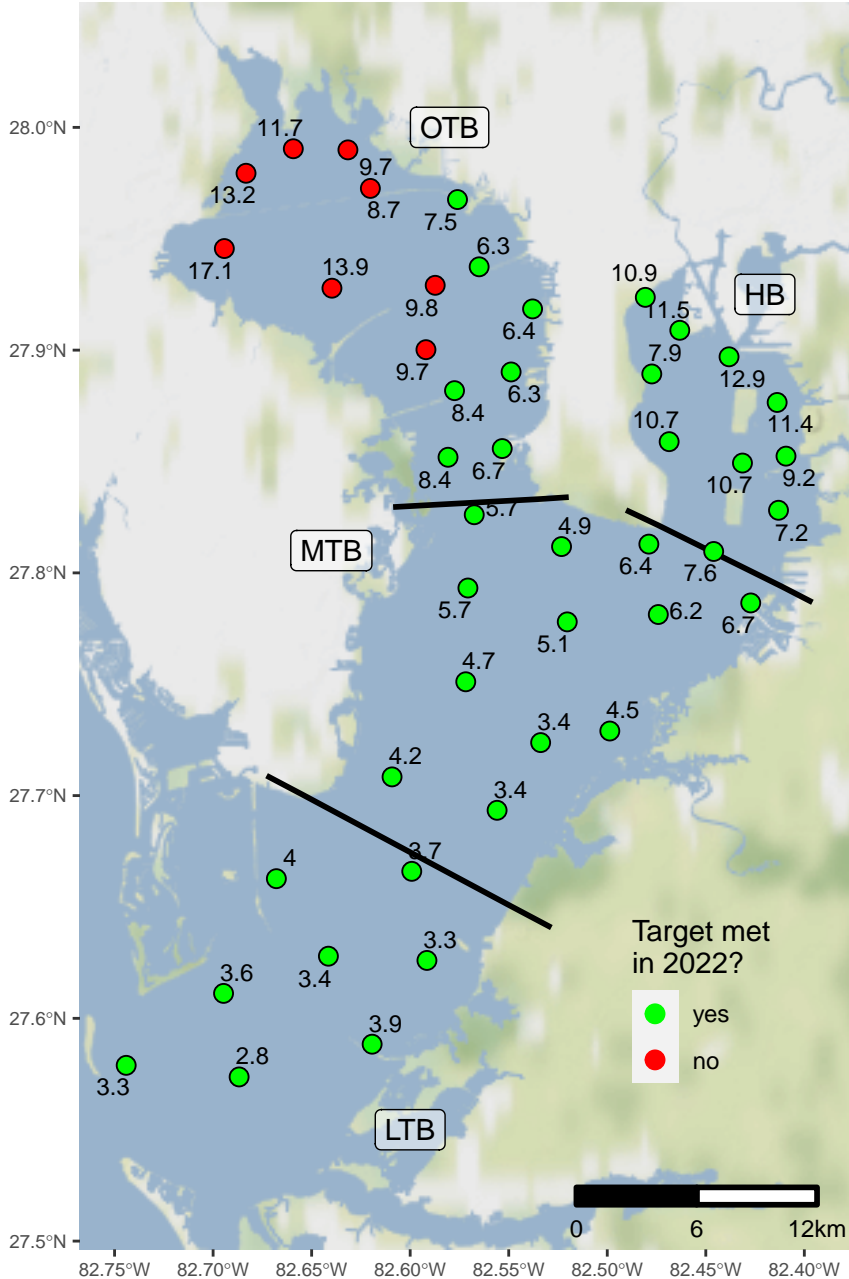 28.0°N
OTB
11.7
9.7
13.2
8.7
7.5
6.3
17.1
13.9
9.8
6.4
10.9
HB
11.5
27.9°N
9.7
7.9
12.9
6.3
8.4
11.4
10.7
8.4
6.7
10.7
9.2
5.7
4.9
7.2
MTB
6.4
7.6
27.8°N
5.7
5.1
6.2
6.7
4.7
3.4
4.5
4.2
27.7°N
3.4
4
3.7
3.4
3.3
Target met
in 2022?
3.6
yes
27.6°N
3.9
no
3.3
2.8
LTB
0
6
12km
27.5°N
82.75°W
82.70°W
82.65°W
82.60°W
82.55°W
82.50°W
82.45°W
82.40°W